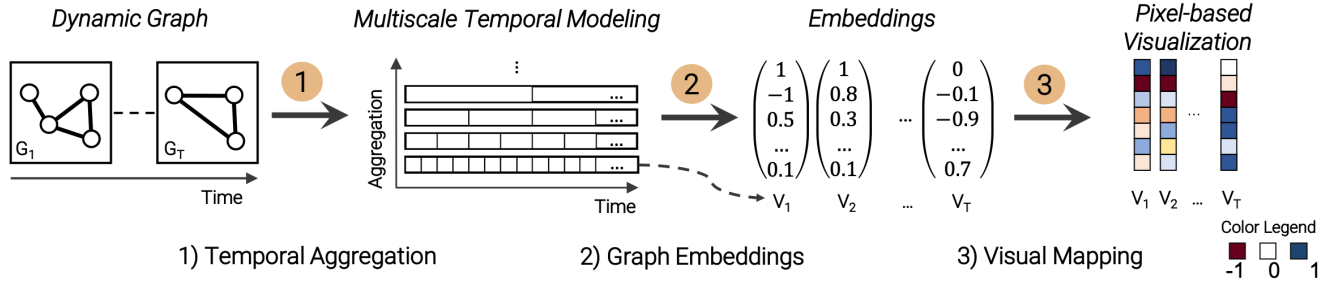 Dynamic Graph
G1
GT
Time
1
Multiscale Temporal Modeling
Aggregation
...
...
...
...
...
Time
2
Embeddings
1 1 0
−1 0.8 −0.1
0.5 0.3 ... −0.9
... ... ...
0.1 0.1 0.7
V1 V2 ... VT
3
Pixel-based
Visualization
...
V1 V2 ... VT
1) Temporal Aggregation
2) Graph Embeddings
3) Visual Mapping
Color Legend
-1 0 1